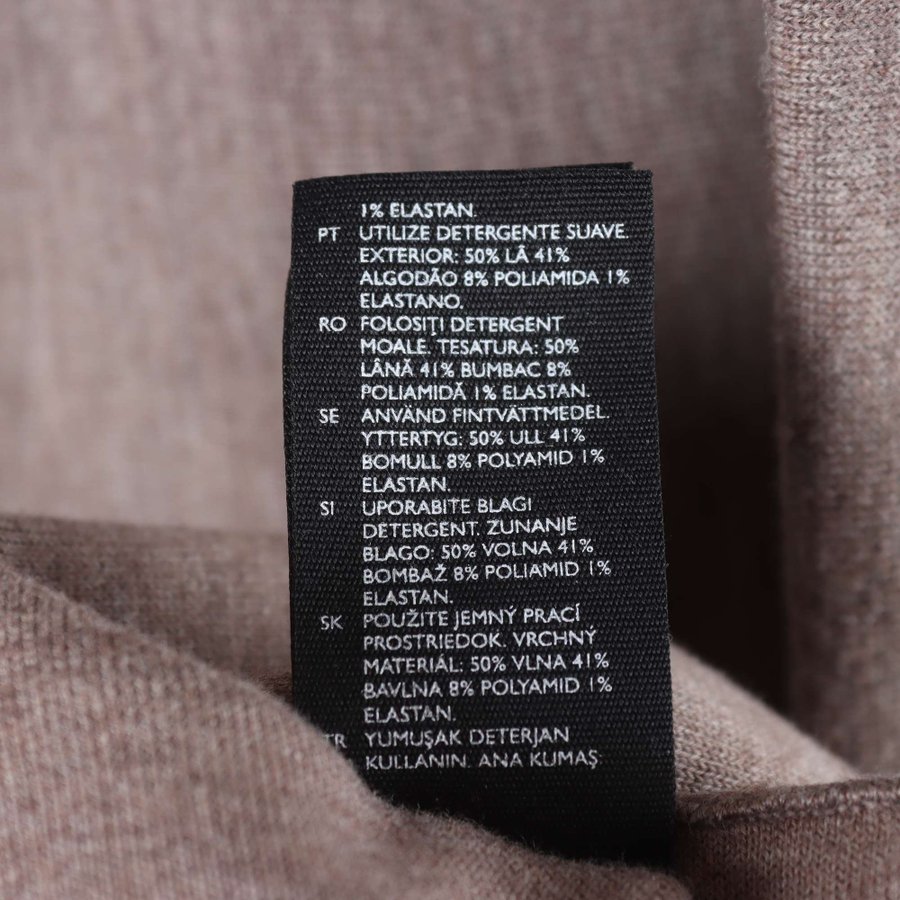 1% ELASTAN.
PT UTILIZE DETERGENTE SUAVE.
EXTERIOR: 50% LÃ 41%
ALGODÃO 8% POLIAMIDA 1%
ELASTANO.
RO FOLOSIȚI DETERGENT
MOALE. TESATURA: 50%
LÂNĂ 41% BUMBAC 8%
POLIAMIDĂ 1% ELASTAN.
SE ANVÄND FINTVÄTTMEDEL.
YTTERTYG: 50% ULL 41%
BOMULL 8% POLYAMID 1%
ELASTAN.
SI UPORABITE BLAGI
DETERGENT. ZUNANJE
BLAGO: 50% VOLNA 41%
BOMBAŽ 8% POLIAMID 1%
ELASTAN.
SK POUŽITE JEMNÝ PRACÍ
PROSTRIEDOK. VRCHNÝ
MATERIÁL: 50% VLNA 41%
BAVLNA 8% POLYAMID 1%
ELASTAN.
TR YUMUŞAK DETERJAN
KULLANIN. ANA KUMAŞ: